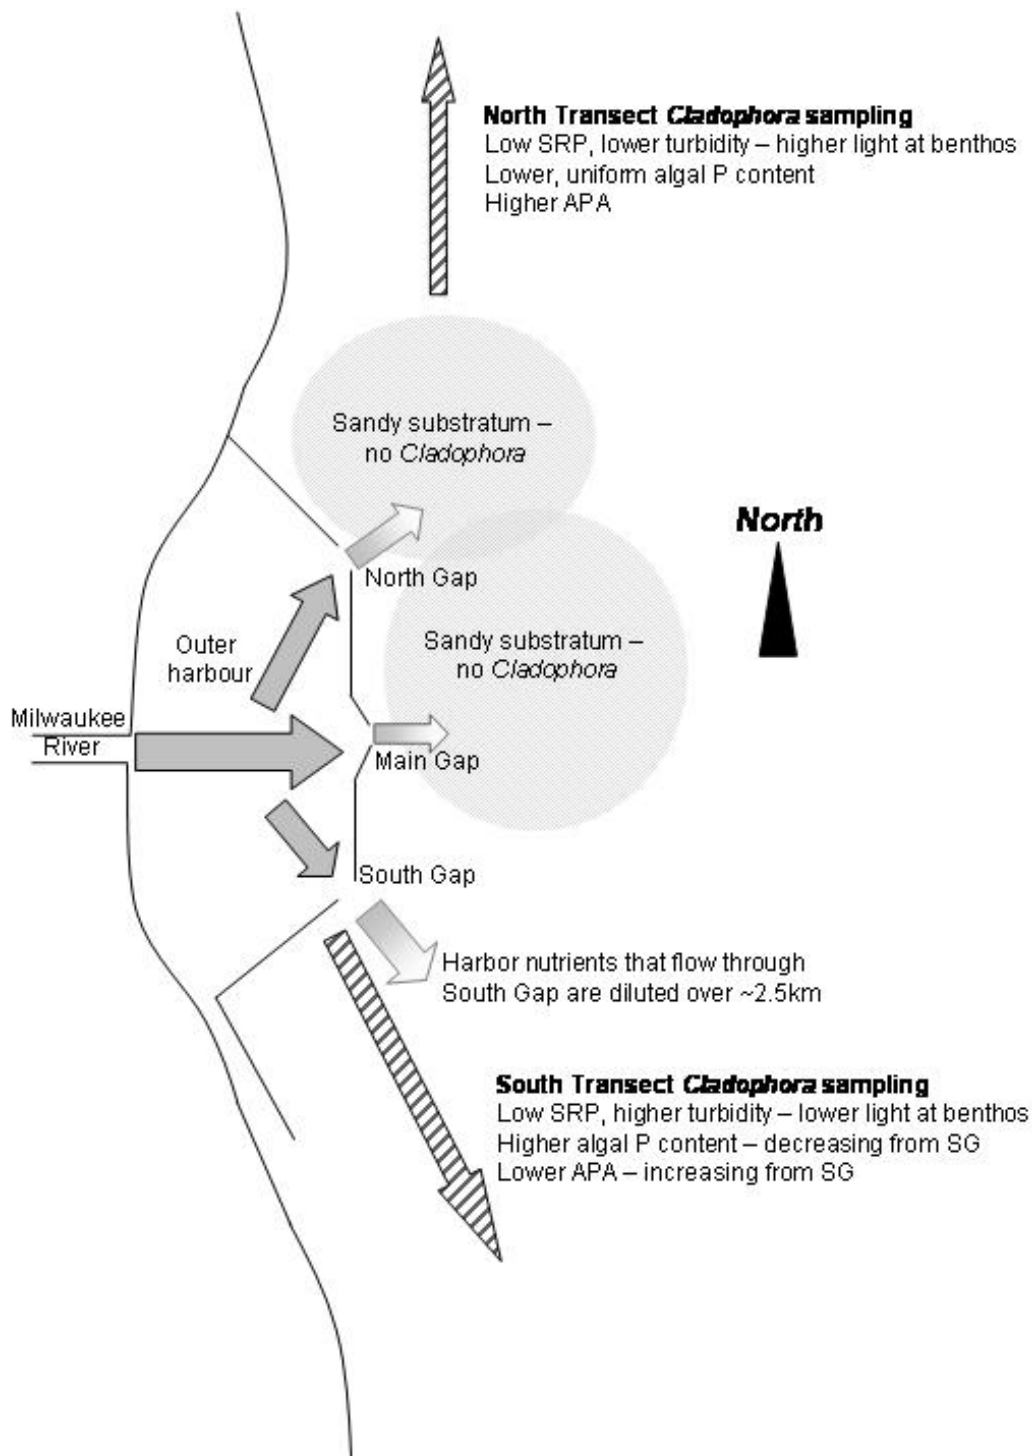 North Transect Cladophora sampling
Low SRP, lower turbidity – higher light at benthos
Lower, uniform algal P content
Higher APA
Sandy substratum –
no Cladophora
North
North Gap
Outer
harbour
Sandy substratum –
no Cladophora
Milwaukee
River
Main Gap
South Gap
Harbor nutrients that flow through
South Gap are diluted over ~2.5km
South Transect Cladophora sampling
Low SRP, higher turbidity – lower light at benthos
Higher algal P content – decreasing from SG
Lower APA – increasing from SG